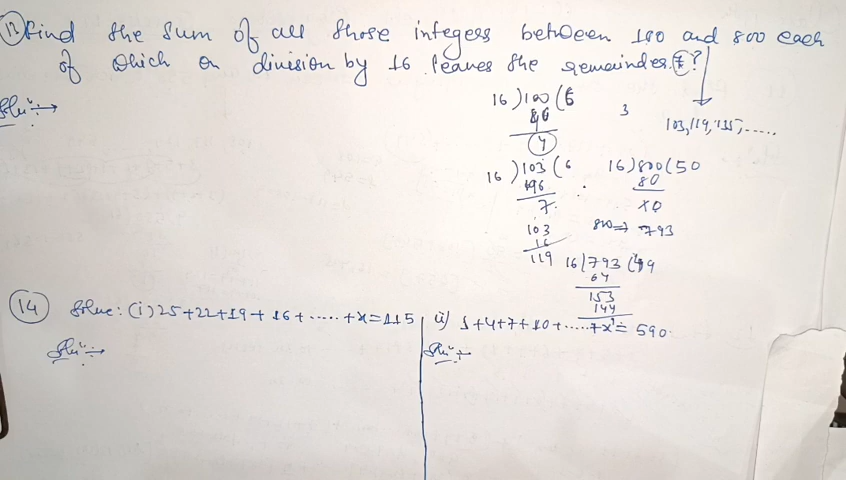 13) Find the sum of all those integers between 100 and 800 each
of which on division by 16 leaves the remainder 7?
Solu:→
16)100(6
96
4
3
103,119,135,.....
16)103(6
96
7.
103
16
119
16)800(50
80
x0
800⇒ 793
16)793(49
64
153
144
14 Solve: (i) 25+22+19+16+.....+x=115
ii) 1+4+7+10+.....+x = 590.
Solu:→
Solu:→